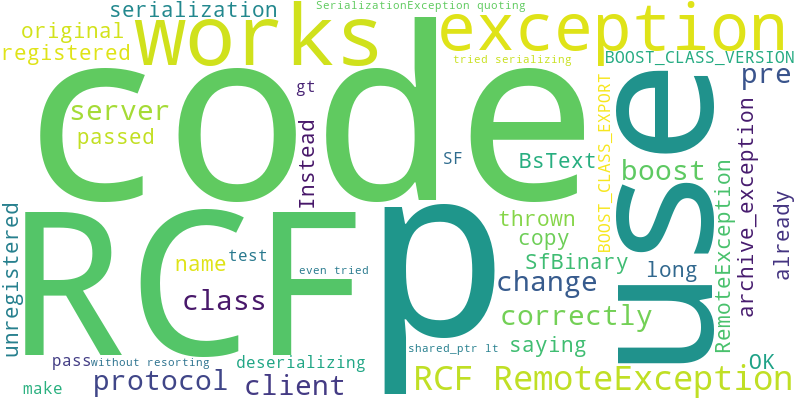 serialization
SerializationException quoting
original
works
exception
registered
tried serializing
BOOST_CLASS_VERSION
code
gt
BOOST_CLASS_EXPORT
pre
server
passed
Instead
SF
BsText
boost
use
archive_exception
RCF
p
unregistered
thrown
copy
name
test
SfBinary
even tried
class
change
long
RemoteException
already
correctly
shared_ptr lt
saying
pass
without resorting
deserializing
OK
make
protocol
client
RCF RemoteException